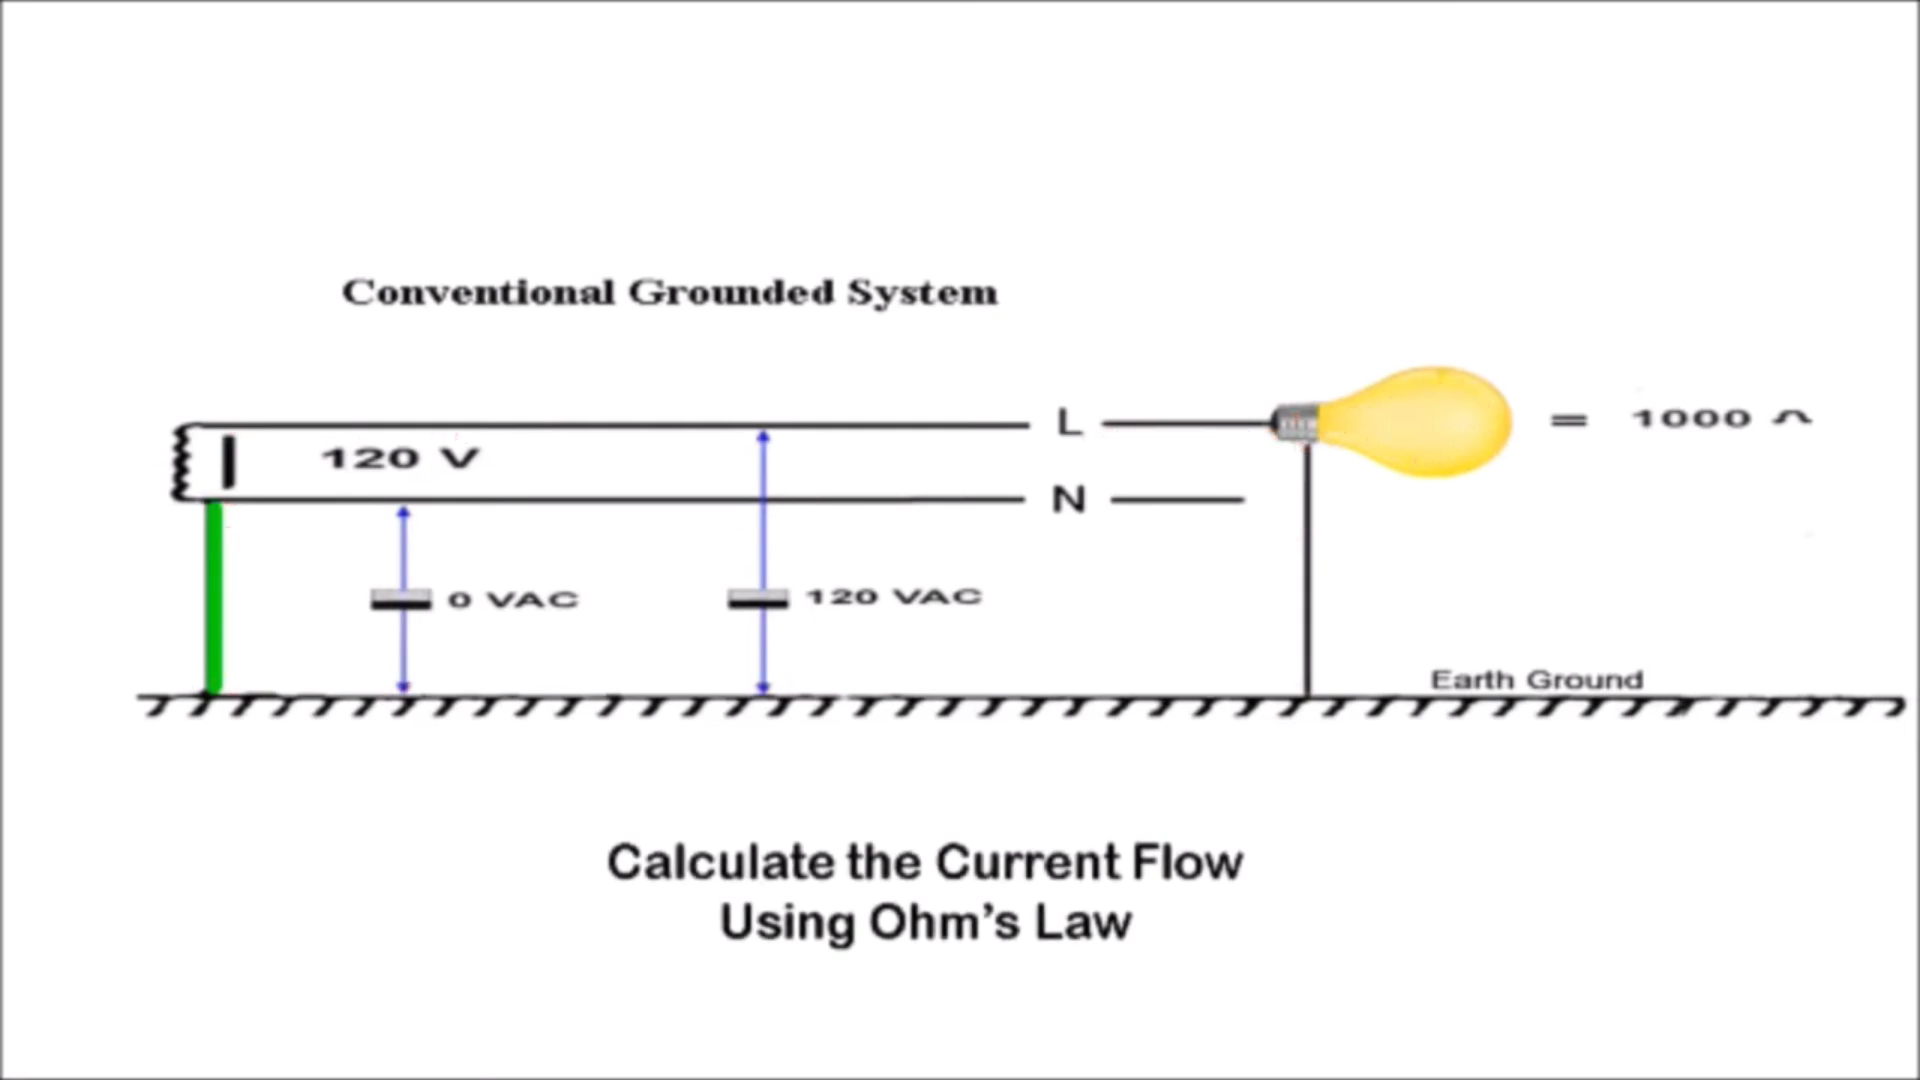 Conventional Grounded System
L
= 1000 Ω
120 V
N
0 VAC
120 VAC
Earth Ground
Calculate the Current Flow
Using Ohm’s Law